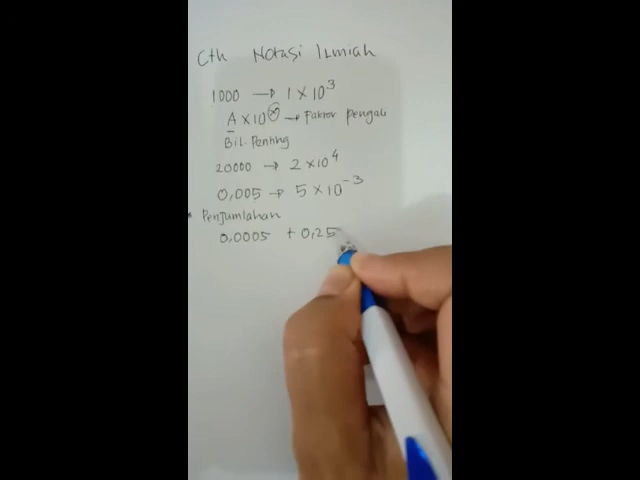 Cth Notasi Ilmiah
1000 → 1 × 10³
A × 10ⁿ → Faktor Pengali
Bil. Penting
20000 → 2 × 10⁴
0,005 → 5 × 10⁻³
* Penjumlahan
0,0005 + 0,25